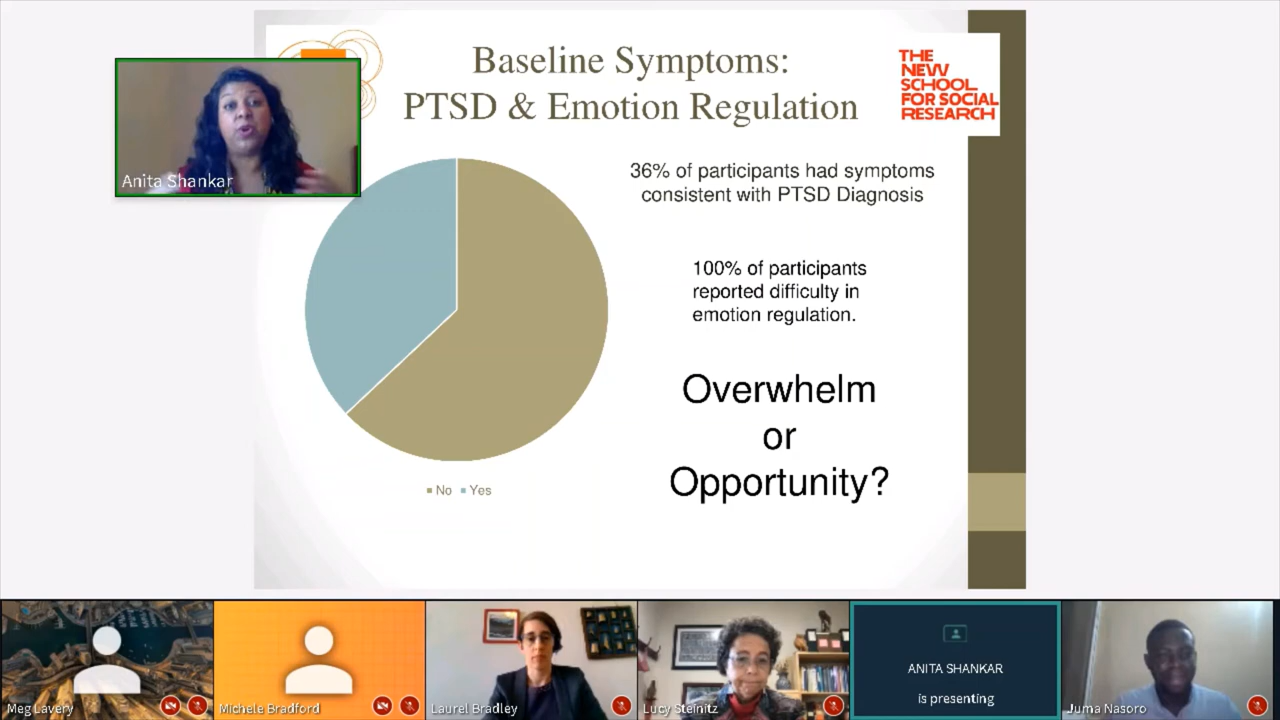 Baseline Symptoms:
PTSD & Emotion Regulation
THE
NEW
SCHOOL
FOR SOCIAL
RESEARCH
Anita Shankar
36% of participants had symptoms
consistent with PTSD Diagnosis
100% of participants
reported difficulty in
emotion regulation.
Overwhelm
or
Opportunity?
No Yes
Meg Lavery
Michele Bradford
Laurel Bradley
Lucy Steinitz
ANITA SHANKAR
is presenting
Juma Nasoro